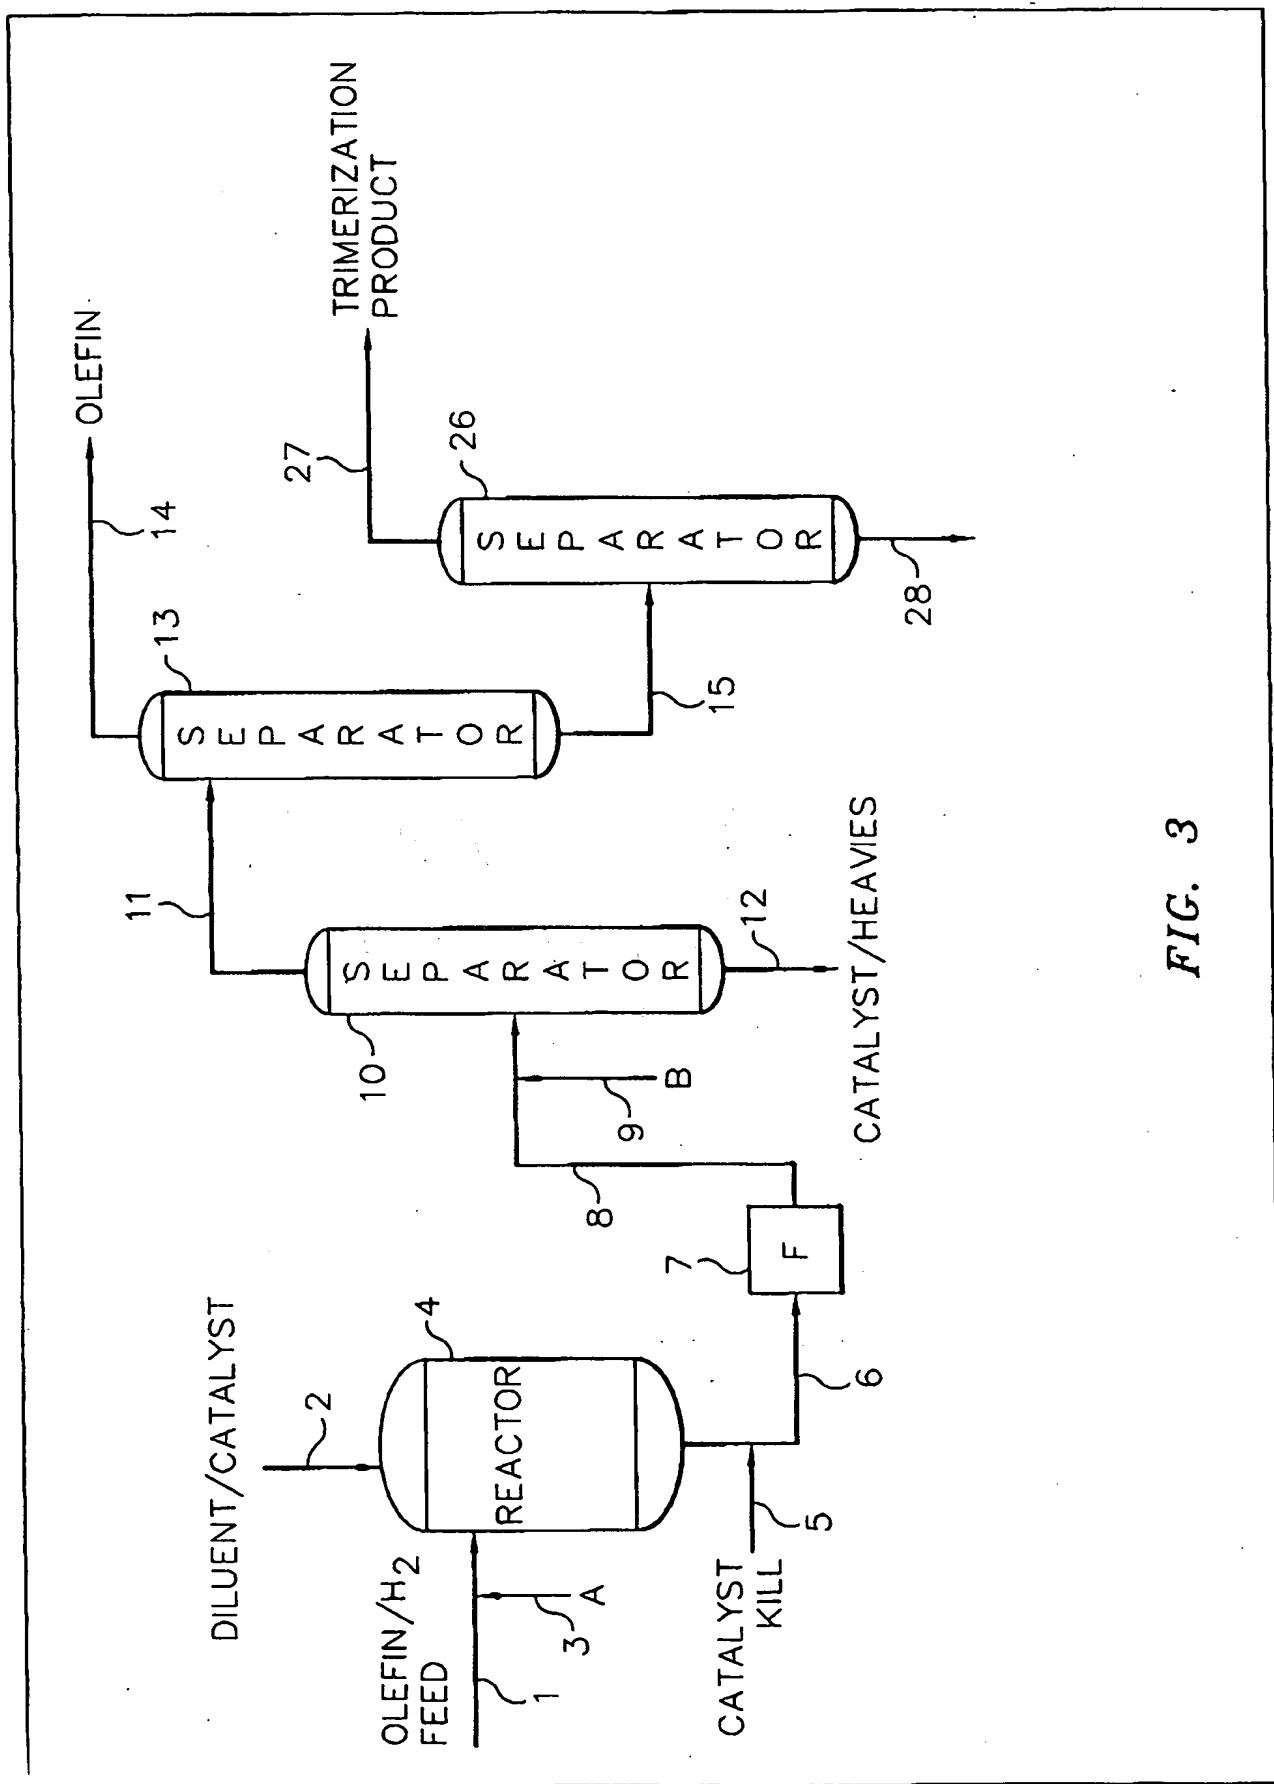 DILUENT/CATALYST
2
OLEFIN/H2
FEED
1
3
A
REACTOR
4
CATALYST
KILL
5
6
7
F
8
9
B
10
SEPARATOR
11
12
CATALYST/HEAVIES
13
SEPARATOR
14
OLEFIN
15
26
SEPARATOR
27
TRIMERIZATION
PRODUCT
28
FIG. 3